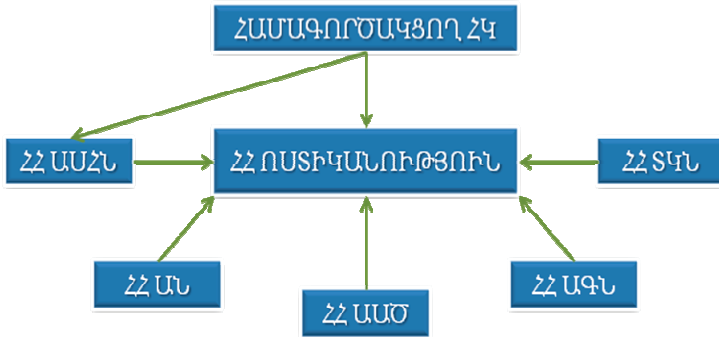 ՀԱՄԱԳՈՐԾԱԿՑՈՂ ՀԿ
ՀՀ ԱՍՀՆ
ՀՀ ՈՍՏԻԿԱՆՈՒԹՅՈՒՆ
ՀՀ ՏԿՆ
ՀՀ ԱՆ
ՀՀ ԱԱԾ
ՀՀ ԱԳՆ